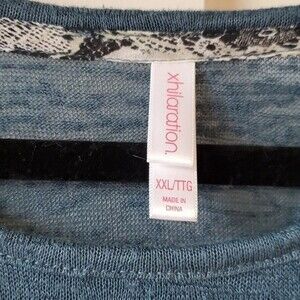 xhilaration
XXL/TTG
MADE IN
CHINA